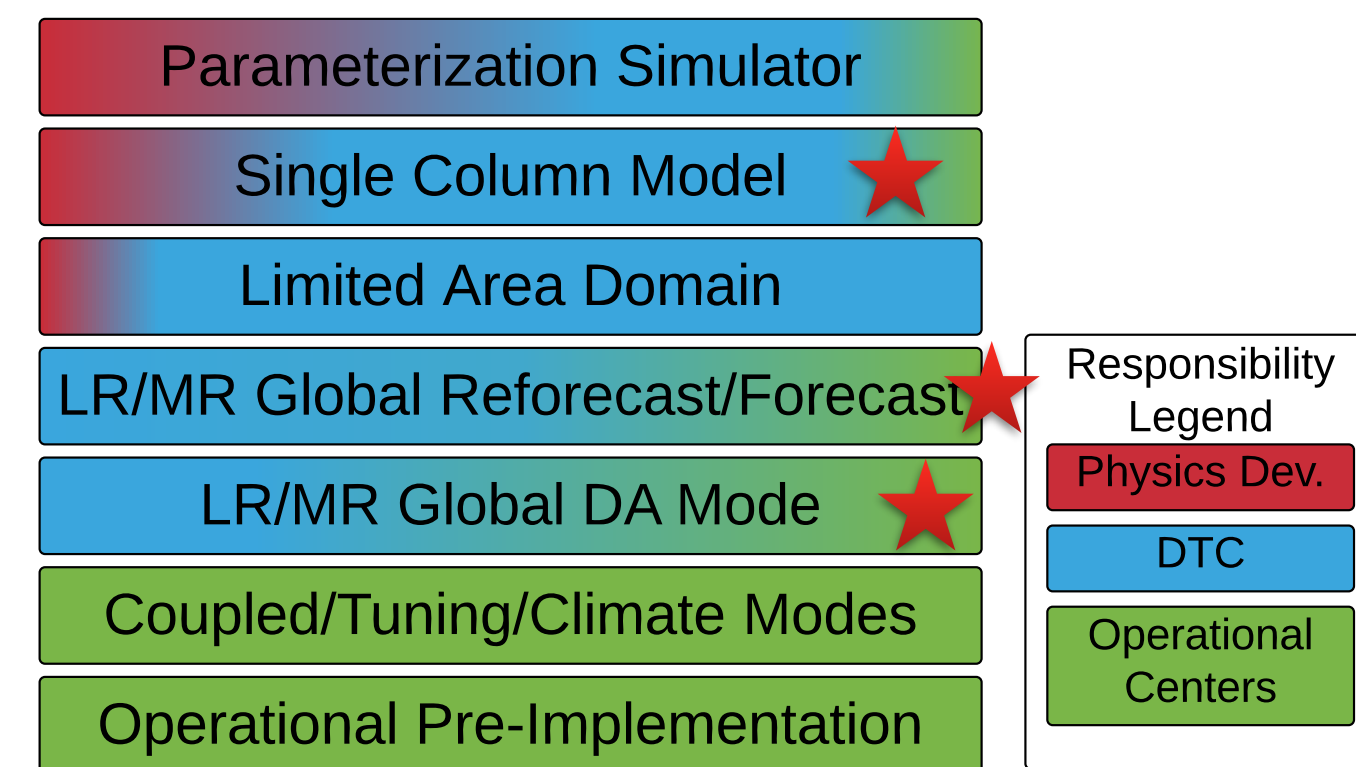 Parameterization Simulator
Single Column Model
Limited Area Domain
LR/MR Global Reforecast/Forecast
LR/MR Global DA Mode
Coupled/Tuning/Climate Modes
Operational Pre-Implementation
Responsibility
Legend
Physics Dev.
DTC
Operational
Centers